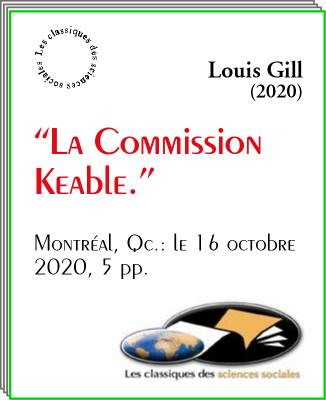 Les classiques des sciences sociales
Louis Gill
(2020)
“La Commission
Keable.”
Montréal, Qc.: le 16 octobre
2020, 5 pp.
Les classiques des sciences sociales